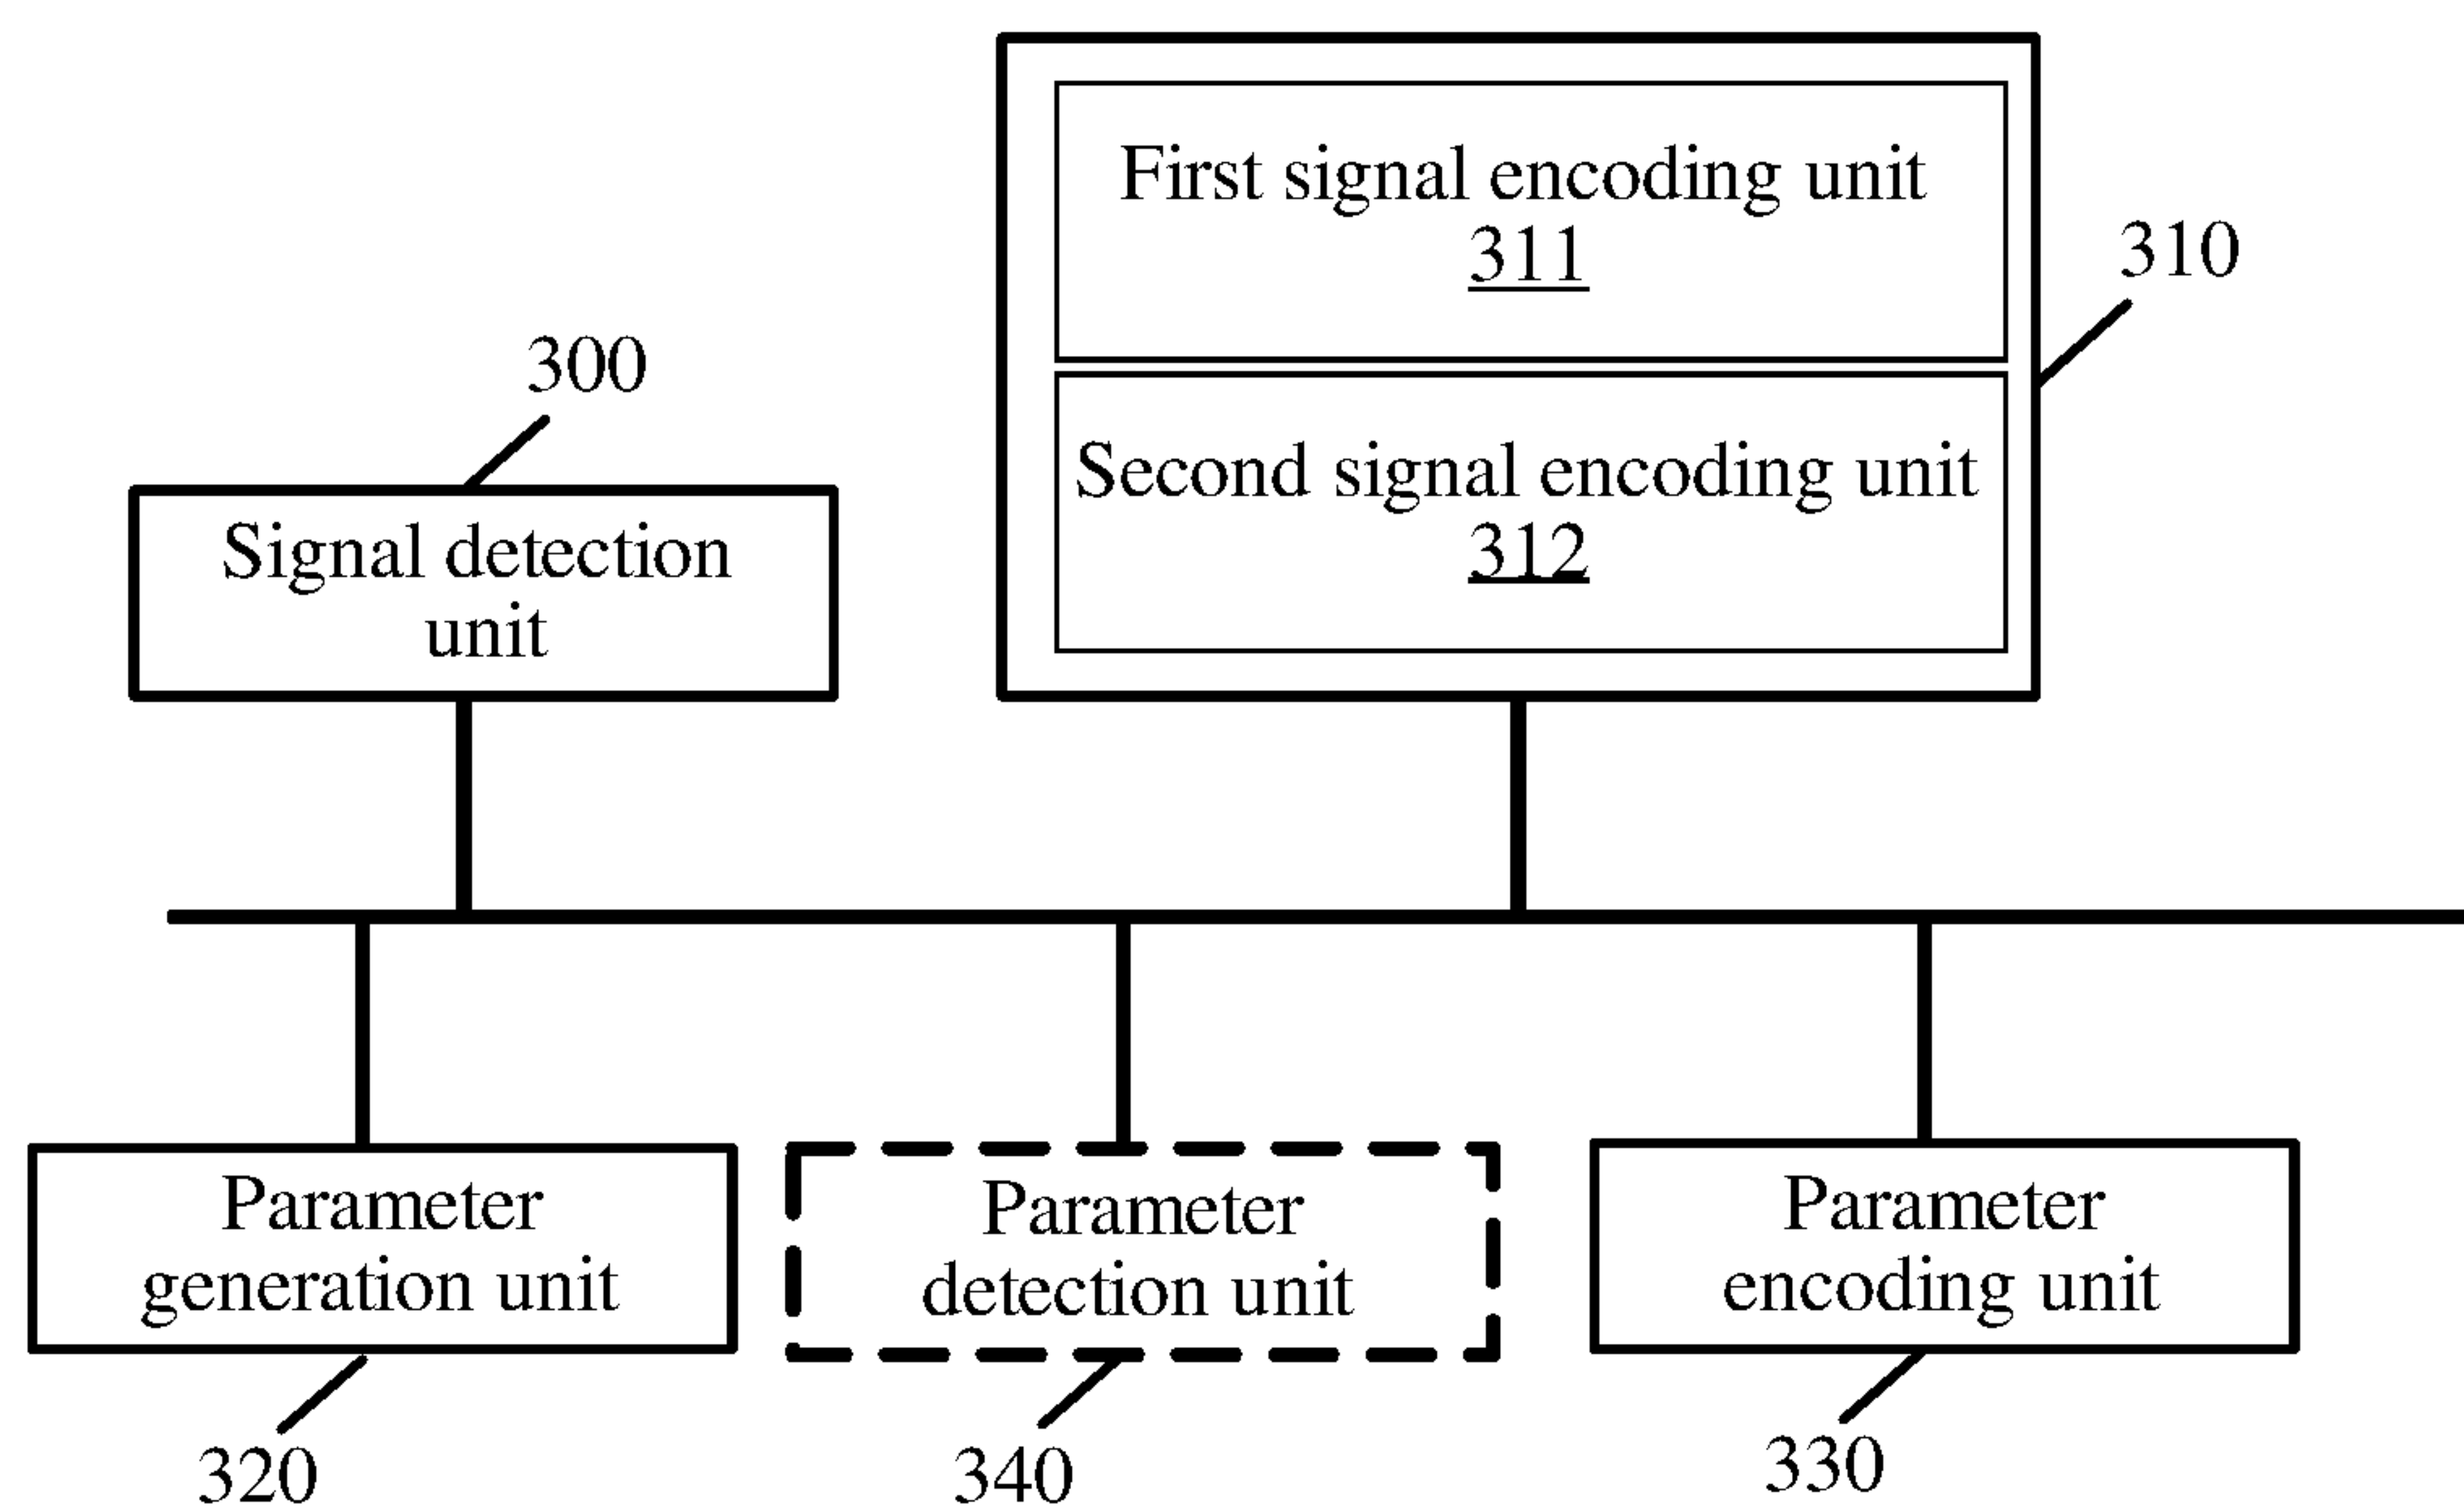 First signal encoding unit
311
310
300
Second signal encoding unit
312
Signal detection
unit
Parameter
generation unit
Parameter
detection unit
Parameter
encoding unit
320
340
330